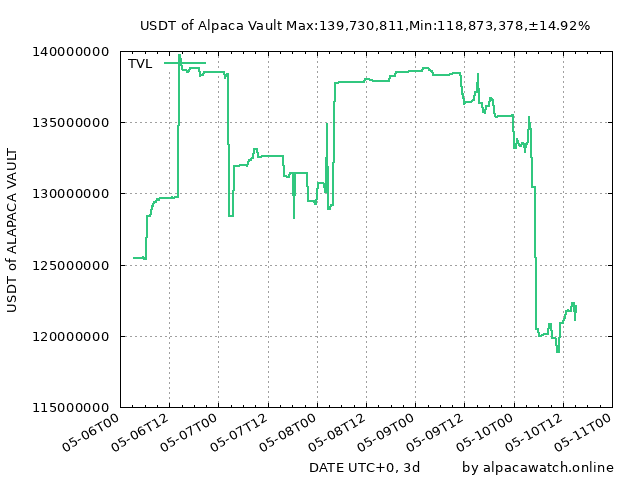 USDT of Alpaca Vault Max:139,730,811,Min:118,873,378,±14.92%
140000000
TVL
135000000
130000000
125000000
120000000
115000000
USDT of ALAPACA VAULT
05-06T00
05-06T12
05-07T00
05-07T12
05-08T00
05-08T12
05-09T00
05-09T12
05-10T00
05-10T12
05-11T00
DATE UTC+0, 3d
by alpacawatch.online